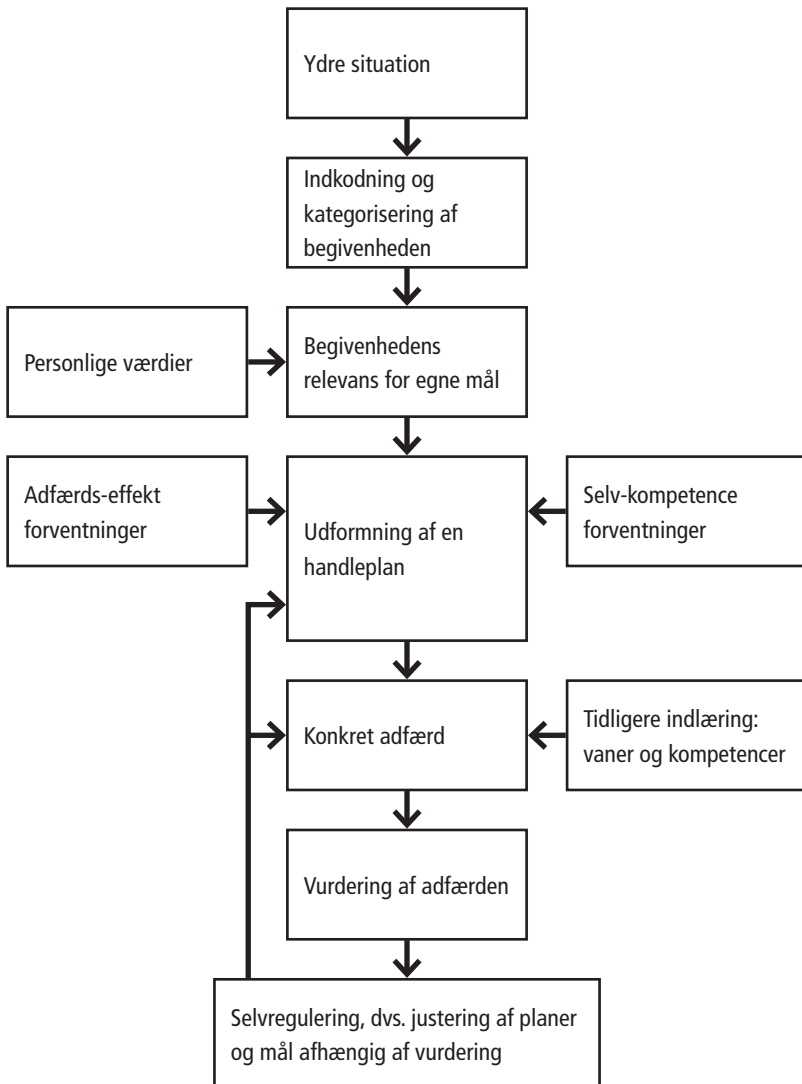 Ydre situation
Indkodning og
kategorisering af
begivenheden
Personlige værdier
Begivenhedens
relevans for egne mål
Adfærds-effekt
forventninger
Udformning af en
handleplan
Selv-kompetence
forventninger
Konkret adfærd
Tidligere indlæring:
vaner og kompetencer
Vurdering af adfærden
Selvregulering, dvs. justering af planer
og mål afhængig af vurdering